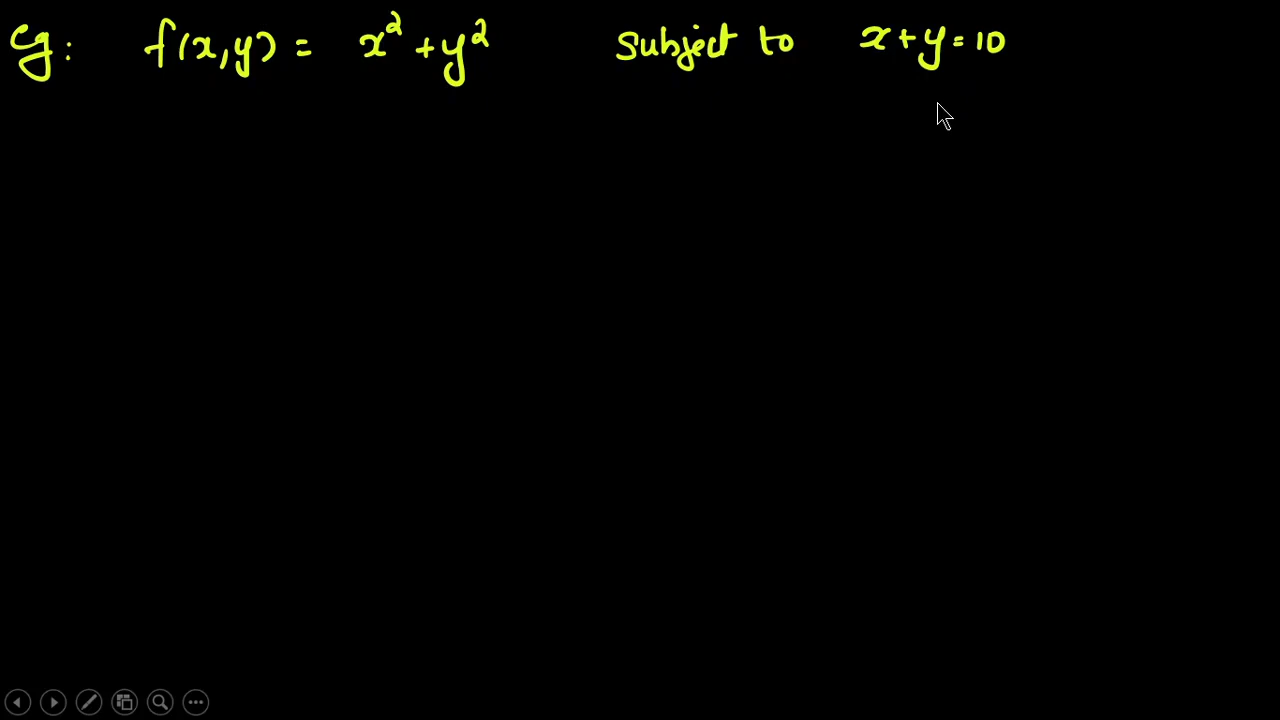 eg: f(x,y) = x² + y² Subject to x + y = 10